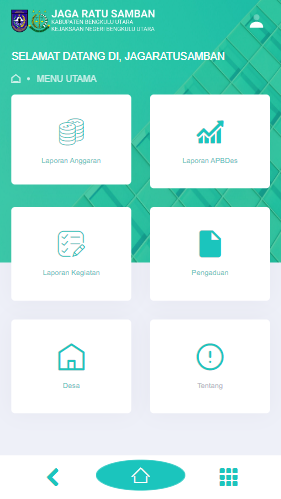 JAGA RATU SAMBAN
KABUPATEN BENGKULU UTARA
KEJAKSAAN NEGERI BENGKULU UTARA
SELAMAT DATANG DI, JAGARATUSAMBAN
MENU UTAMA
Laporan Anggaran
Laporan APBDes
Laporan Kegiatan
Pengaduan
Desa
Tentang